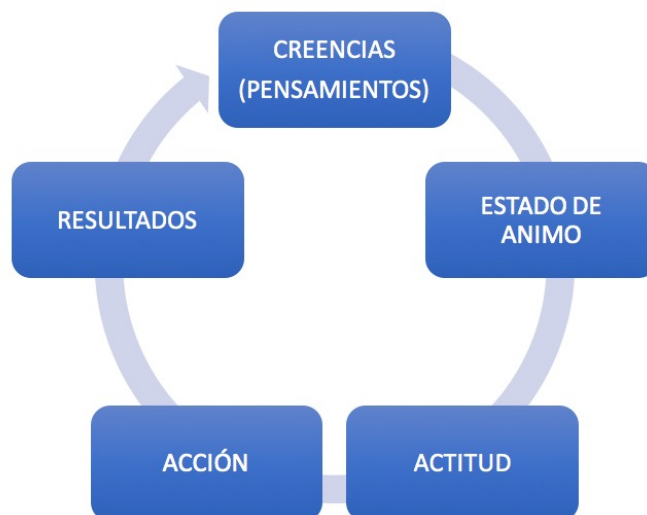 CREENCIAS
(PENSAMIENTOS)
ESTADO DE
ANIMO
ACTITUD
ACCIÓN
RESULTADOS